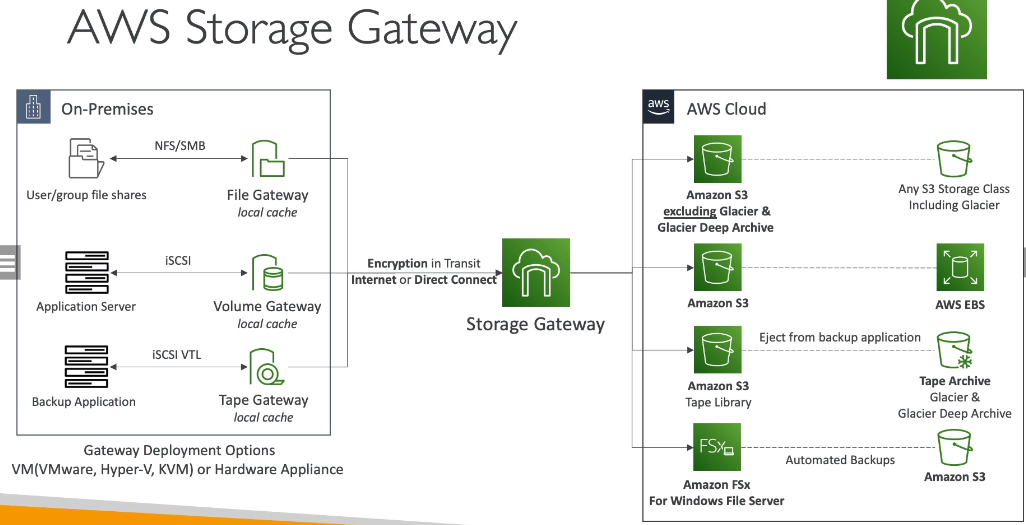 AWS Storage Gateway
On-Premises
NFS/SMB
User/group file shares
File Gateway
local cache
iSCSI
Application Server
Volume Gateway
local cache
iSCSI VTL
Backup Application
Tape Gateway
local cache
Gateway Deployment Options
VM(VMware, Hyper-V, KVM) or Hardware Appliance
Encryption in Transit
Internet or Direct Connect
Storage Gateway
aws
AWS Cloud
Amazon S3
excluding Glacier &
Glacier Deep Archive
Any S3 Storage Class
Including Glacier
Amazon S3
AWS EBS
Eject from backup application
Amazon S3
Tape Library
Tape Archive
Glacier &
Glacier Deep Archive
FSx
Automated Backups
Amazon FSx
For Windows File Server
Amazon S3